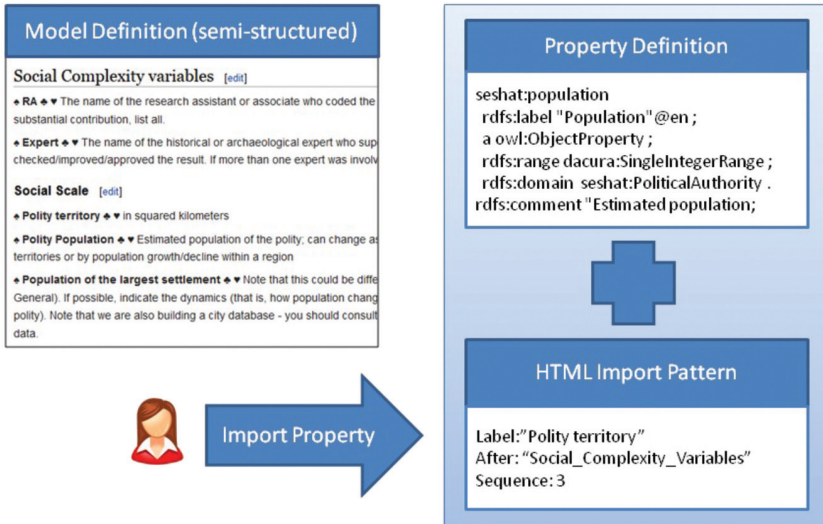 Model Definition (semi-structured)
Social Complexity variables [edit]
♠ RA ♣ ♥ The name of the research assistant or associate who coded the
substantial contribution, list all.
♠ Expert ♣ ♥ The name of the historical or archaeological expert who sup
checked/improved/approved the result. If more than one expert was involv
Social Scale [edit]
♠ Polity territory ♣ ♥ in squared kilometers
♠ Polity Population ♣ ♥ Estimated population of the polity; can change as
territories or by population growth/decline within a region
♠ Population of the largest settlement ♣ ♥ Note that this could be diffe
General). If possible, indicate the dynamics (that is, how population chang
polity). Note that we are also building a city database - you should consult
data.
Import Property
Property Definition
seshat:population
rdfs:label "Population"@en ;
a owl:ObjectProperty ;
rdfs:range dacura:SingleIntegerRange ;
rdfs:domain seshat:PoliticalAuthority .
rdfs:comment "Estimated population;
HTML Import Pattern
Label:"Polity territory"
After: "Social_Complexity_Variables"
Sequence: 3